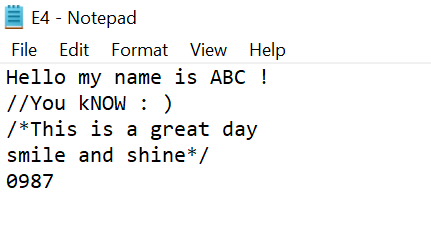 E4 - Notepad
File Edit Format View Help
Hello my name is ABC !
//You kNOW : )
/*This is a great day
smile and shine*/
0987